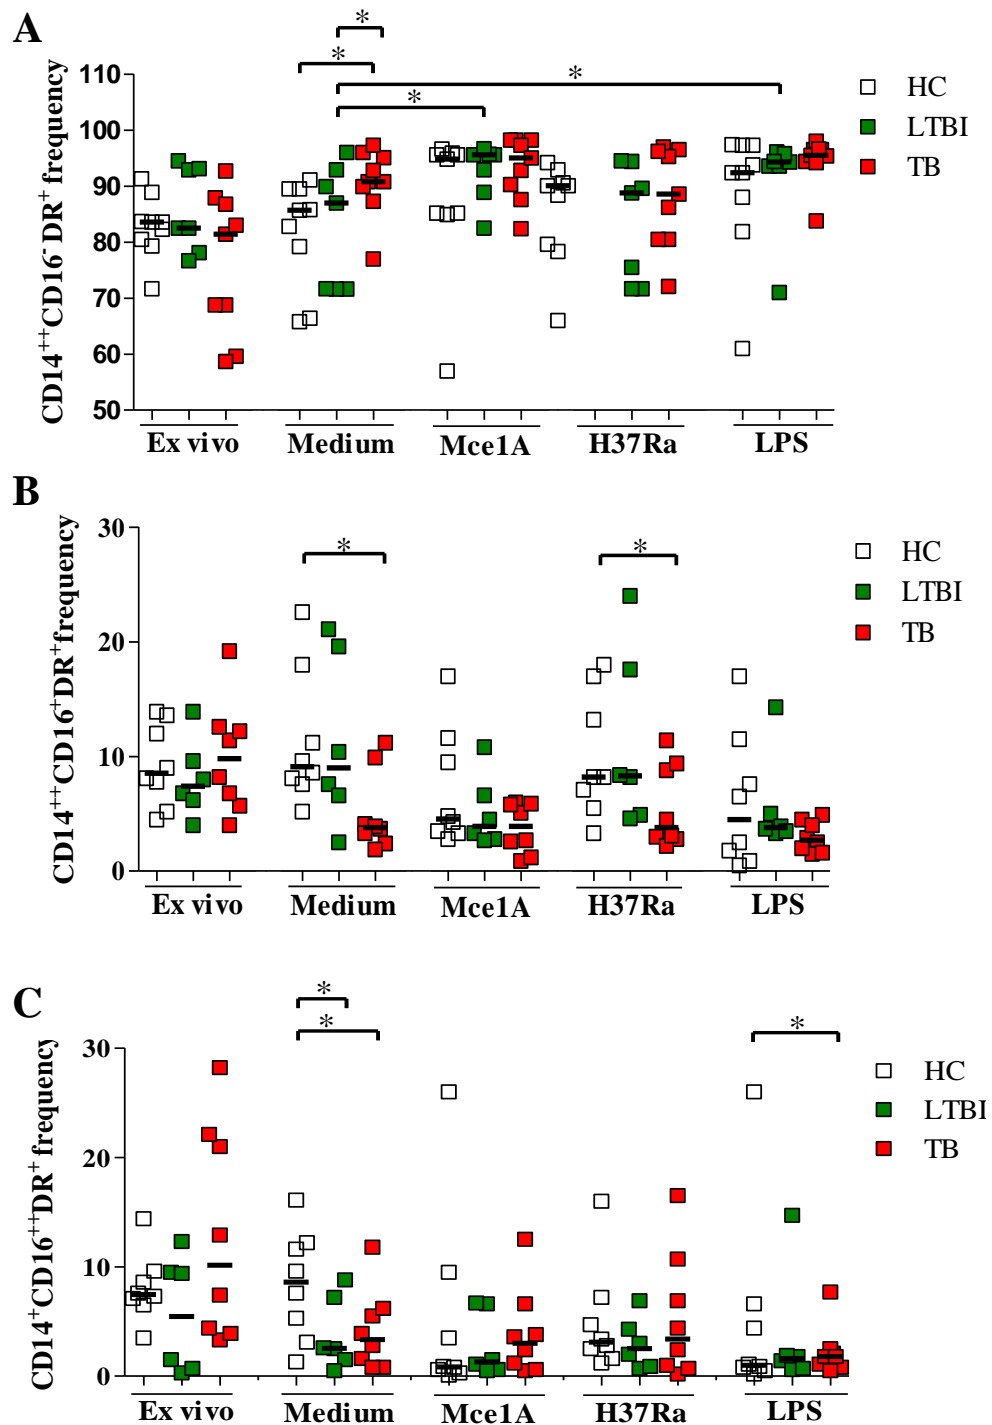 A
*
*
*
*
CD14++CD16- DR+ frequency
110
100
90
80
70
60
50
HC
LTBI
TB
Ex vivo Medium Mce1A H37Ra LPS
B
*
*
CD14++CD16+DR+frequency
30
20
10
0
HC
LTBI
TB
Ex vivo Medium Mce1A H37Ra LPS
C
*
*
*
CD14+CD16++DR+ frequency
30
20
10
0
HC
LTBI
TB
Ex vivo Medium Mce1A H37Ra LPS